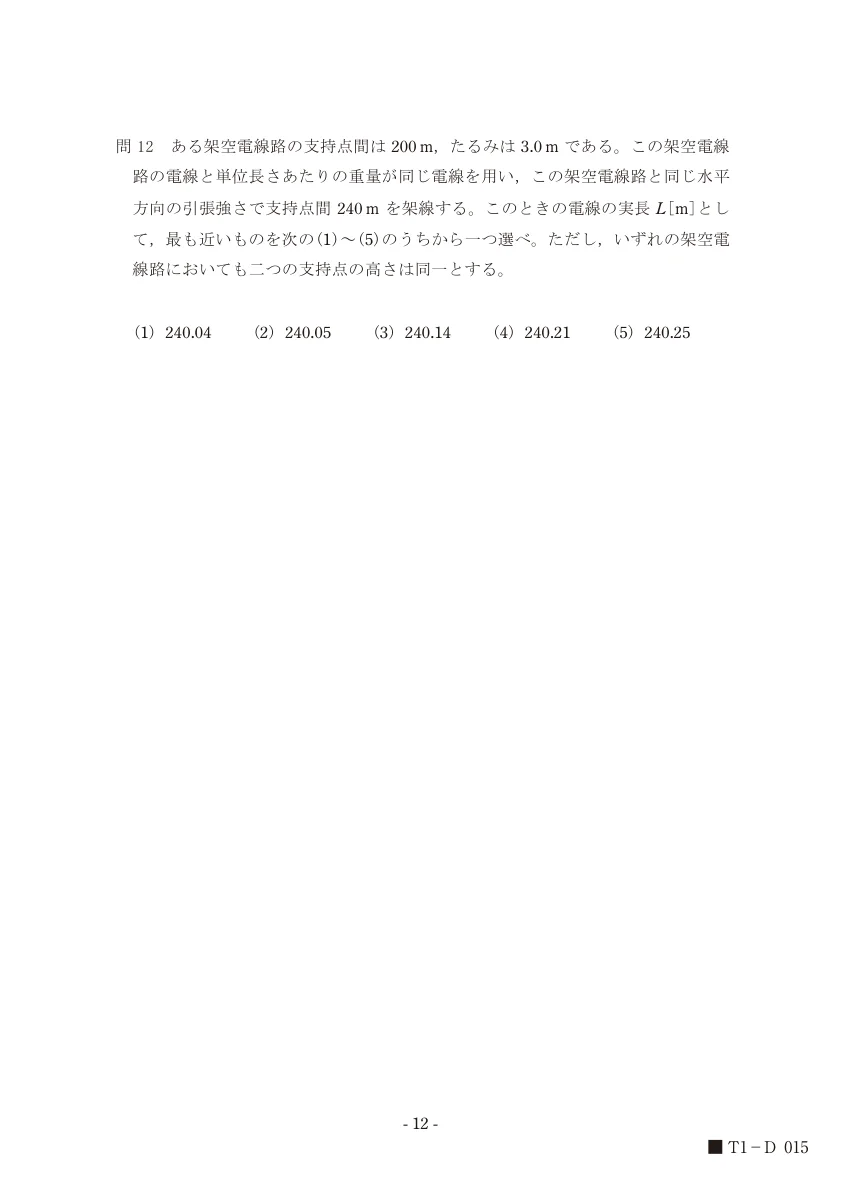 問 12　ある架空電線路の支持点間は 200 m，たるみは 3.0 m である。この架空電線
路の電線と単位長さあたりの重量が同じ電線を用い，この架空電線路と同じ水平
方向の引張強さで支持点間 240 m を架線する。このときの電線の実長 L[m]とし
て，最も近いものを次の(1)～(5)のうちから一つ選べ。ただし，いずれの架空電
線路においても二つの支持点の高さは同一とする。
(1) 240.04　(2) 240.05　(3) 240.14　(4) 240.21　(5) 240.25
- 12 -
■ T1－D 015